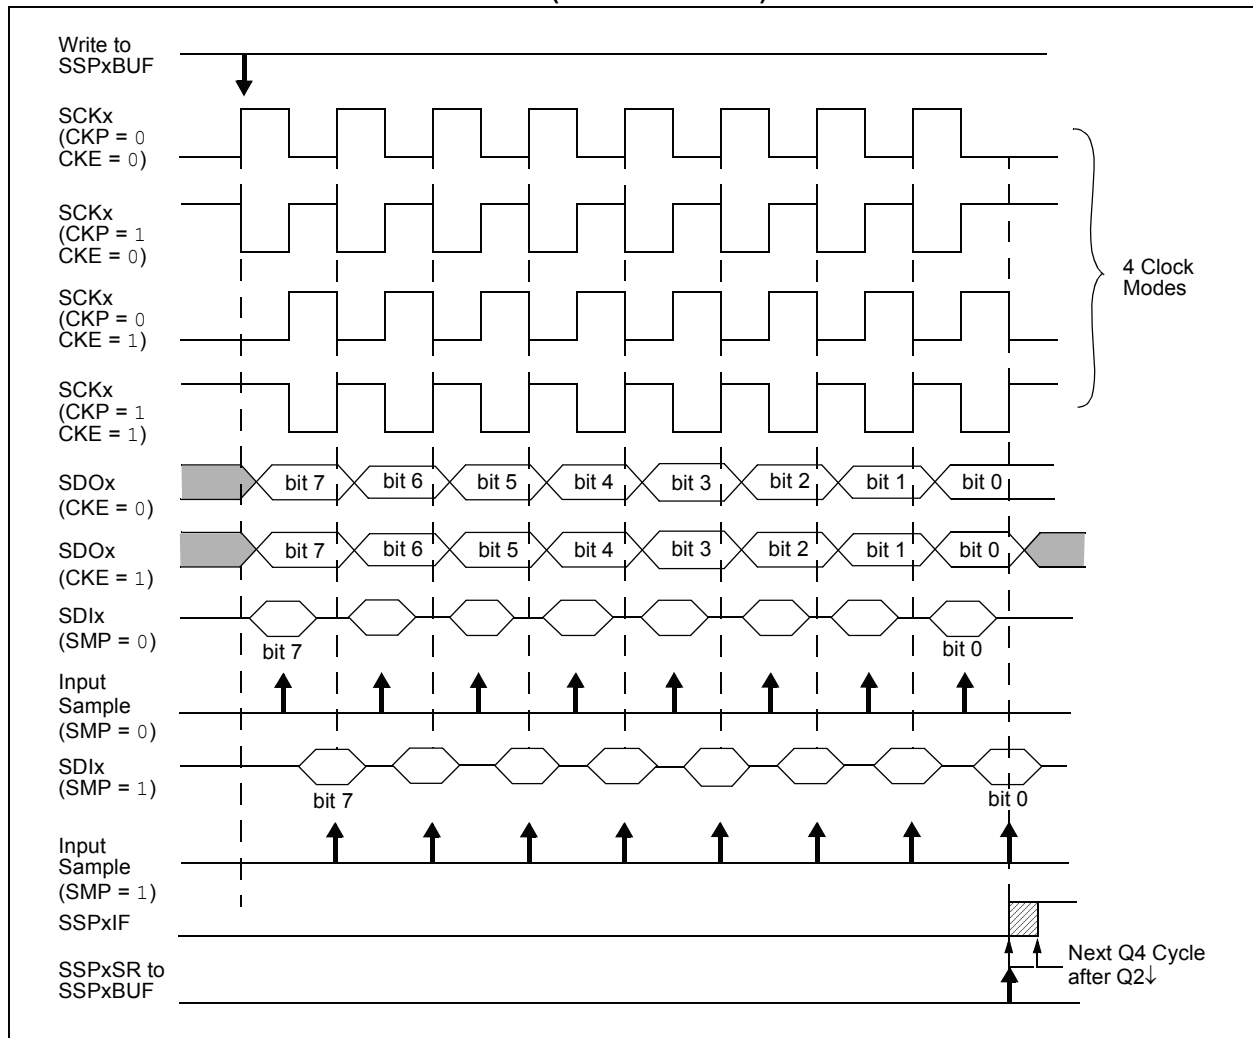 Write to
SSPxBUF
SCKx
(CKP = 0
CKE = 0)
SCKx
(CKP = 1
CKE = 0)
SCKx
(CKP = 0
CKE = 1)
SCKx
(CKP = 1
CKE = 1)
4 Clock
Modes
SDOx
(CKE = 0)
bit 7 bit 6 bit 5 bit 4 bit 3 bit 2 bit 1 bit 0
SDOx
(CKE = 1)
bit 7 bit 6 bit 5 bit 4 bit 3 bit 2 bit 1 bit 0
SDIx
(SMP = 0)
bit 7 bit 0
Input
Sample
(SMP = 0)
SDIx
(SMP = 1)
bit 7 bit 0
Input
Sample
(SMP = 1)
SSPxIF
SSPxSR to
SSPxBUF
Next Q4 Cycle
after Q2↓